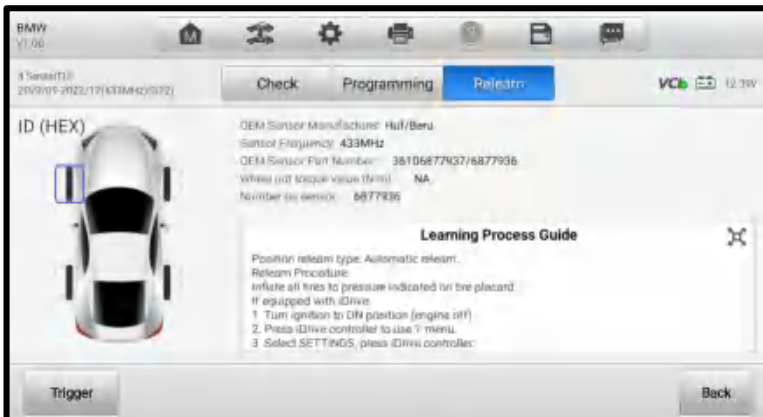 BMW
V1.00
Check Programming Relearn
VCb 12.39V
ID (HEX)
OEM Sensor Manufacturer: Huf/Beru
Sensor Frequency: 433MHz
OEM Sensor Part Number: 36106877937/6877936
Wheel nut torque value (N·m): NA
Number on sensor: 6877936
Learning Process Guide
Position relearn type: Automatic relearn.
Relearn Procedure
Inflate all tires to pressure indicated on tire placard.
If equipped with iDrive
1. Turn ignition to ON position (engine off)
2. Press iDrive controller to use 'i' menu.
3. Select SETTINGS, press iDrive controller.
Trigger Back